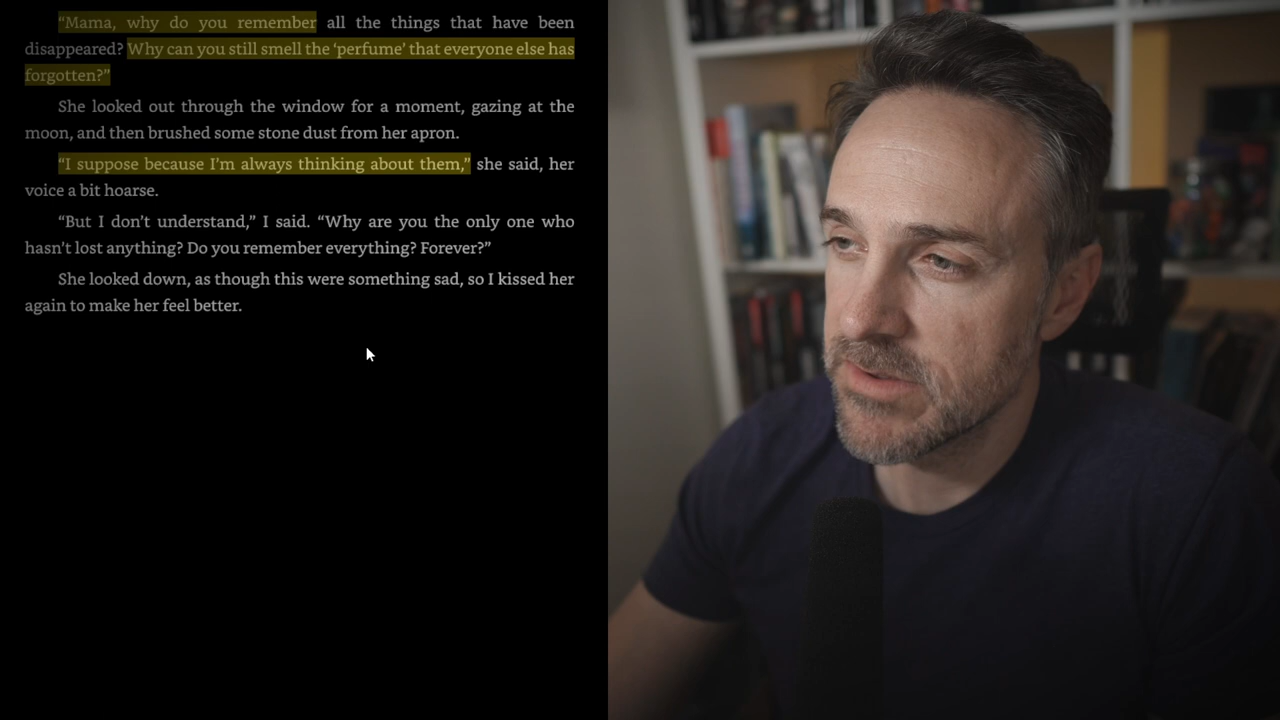 “Mama, why do you remember all the things that have been
disappeared? Why can you still smell the ‘perfume’ that everyone else has
forgotten?”
She looked out through the window for a moment, gazing at the
moon, and then brushed some stone dust from her apron.
“I suppose because I’m always thinking about them,” she said, her
voice a bit hoarse.
“But I don’t understand,” I said. “Why are you the only one who
hasn’t lost anything? Do you remember everything? Forever?”
She looked down, as though this were something sad, so I kissed her
again to make her feel better.